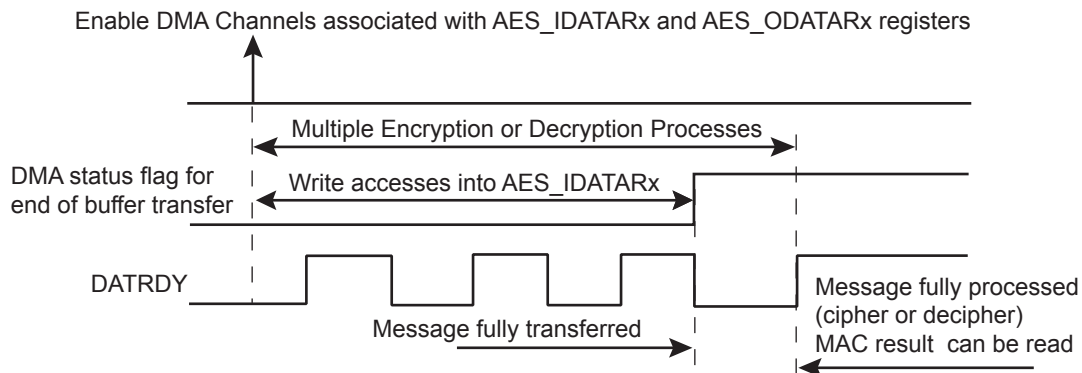 Enable DMA Channels associated with AES_IDATARx and AES_ODATARx registers
Multiple Encryption or Decryption Processes
DMA status flag for
end of buffer transfer
Write accesses into AES_IDATARx
DATRDY
Message fully transferred
Message fully processed
(cipher or decipher)
MAC result can be read